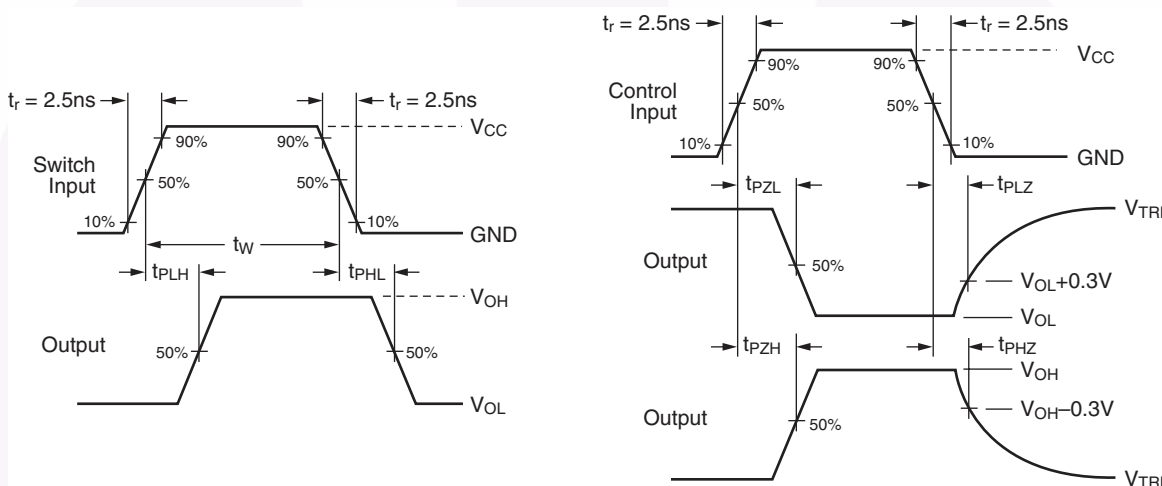 tr = 2.5ns
tr = 2.5ns
VCC
90%
90%
Switch
Input
50%
50%
10%
10%
GND
tW
tPLH
tPHL
VOH
Output
50%
50%
VOL
tr = 2.5ns
tr = 2.5ns
VCC
90%
90%
Control
Input
50%
50%
10%
10%
GND
tPZL
tPLZ
VTRI
Output
50%
VOL+0.3V
VOL
tPZH
tPHZ
VOH
VOH–0.3V
Output
50%
VTRI